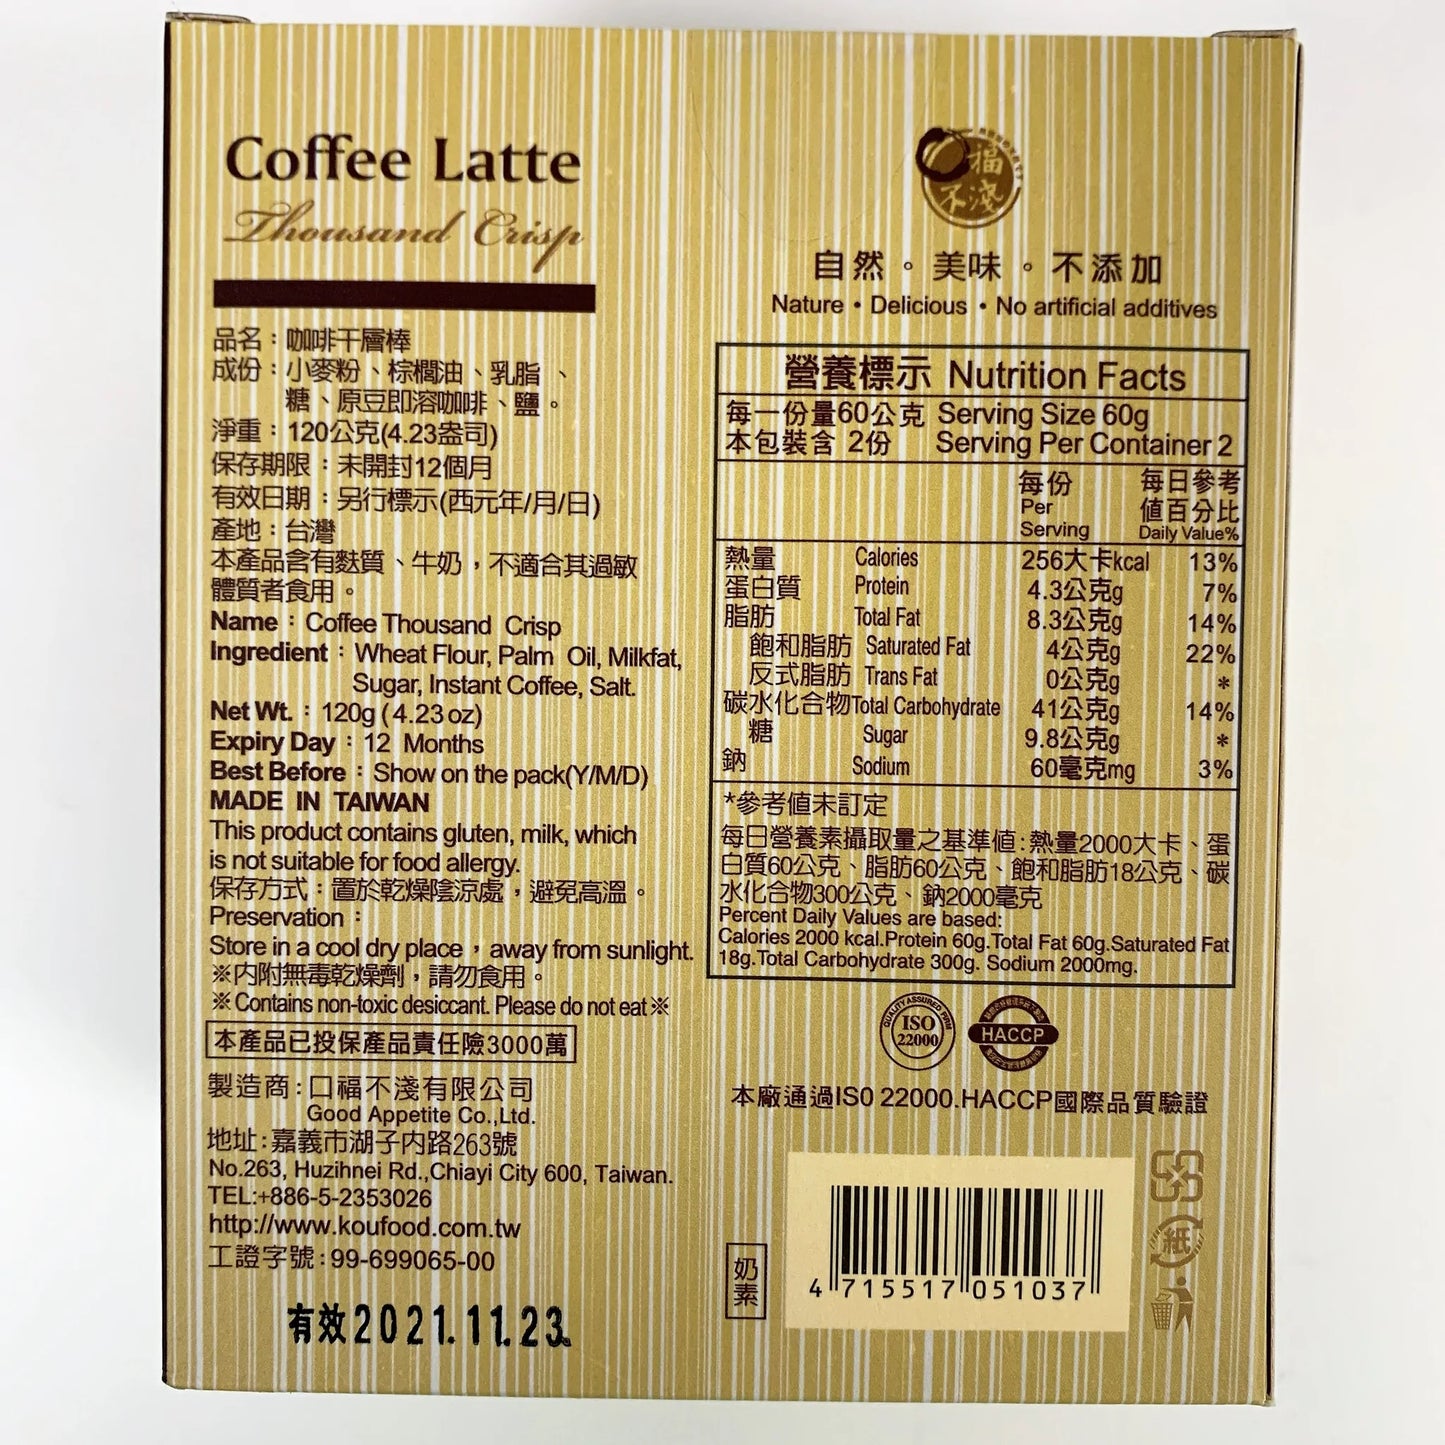 Coffee Latte
Thousand Crisp
品名：咖啡千層棒
成份：小麥粉、棕櫚油、乳脂、
糖、原豆即溶咖啡、鹽。
淨重：120公克(4.23盎司)
保存期限：未開封12個月
有效日期：另行標示(西元年/月/日)
產地：台灣
本產品含有麩質、牛奶，不適合其過敏
體質者食用。
Name：Coffee Thousand Crisp
Ingredient：Wheat Flour, Palm Oil, Milkfat,
Sugar, Instant Coffee, Salt.
Net Wt.：120g (4.23 oz)
Expiry Day：12 Months
Best Before：Show on the pack(Y/M/D)
MADE IN TAIWAN
This product contains gluten, milk, which
is not suitable for food allergy.
保存方式：置於乾燥陰涼處，避免高溫。
Preservation：
Store in a cool dry place，away from sunlight.
※內附無毒乾燥劑，請勿食用。
※Contains non-toxic desiccant. Please do not eat※
本產品已投保產品責任險3000萬
製造商:口福不淺有限公司
Good Appetite Co.,Ltd.
地址:嘉義市湖子內路263號
No.263, Huzihnei Rd.,Chiayi City 600, Taiwan.
TEL:+886-5-2353026
http://www.koufood.com.tw
工證字號:99-699065-00
有效2021.11.23
福
不淺
自然。美味。不添加
Nature • Delicious • No artificial additives
營養標示 Nutrition Facts
每一份量60公克 Serving Size 60g
本包裝含 2份 Serving Per Container 2
每份 每日參考
Per 值百分比
Serving Daily Value%
熱量 Calories 256大卡kcal 13%
蛋白質 Protein 4.3公克g 7%
脂肪 Total Fat 8.3公克g 14%
飽和脂肪 Saturated Fat 4公克g 22%
反式脂肪 Trans Fat 0公克g *
碳水化合物Total Carbohydrate 41公克g 14%
糖 Sugar 9.8公克g *
鈉 Sodium 60毫克mg 3%
*參考值未訂定
每日營養素攝取量之基準值:熱量2000大卡、蛋
白質60公克、脂肪60公克、飽和脂肪18公克、碳
水化合物300公克、鈉2000毫克
Percent Daily Values are based:
Calories 2000 kcal.Protein 60g.Total Fat 60g.Saturated Fat
18g.Total Carbohydrate 300g. Sodium 2000mg.
QUALITY ASSURED FIRM
ISO
22000
HACCP
本廠通過ISO 22000.HACCP國際品質驗證
奶素
4 715517 051037
紙